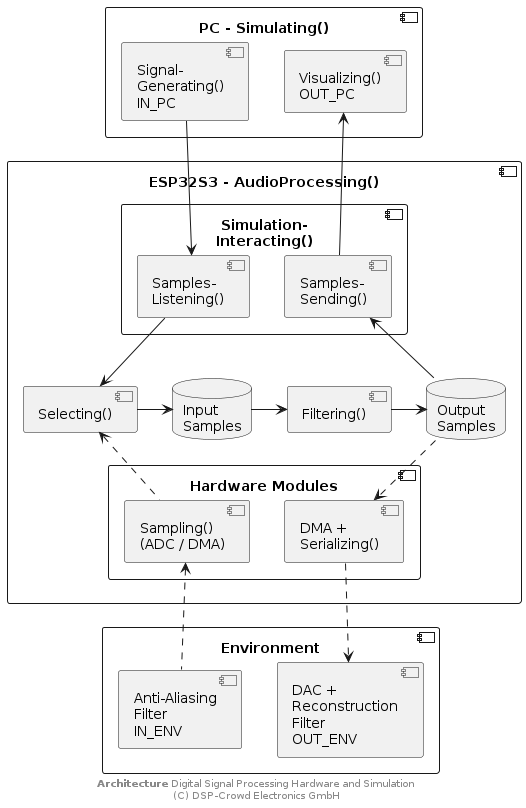 PC - Simulating()
Signal-
Generating()
IN_PC
Visualizing()
OUT_PC
ESP32S3 - AudioProcessing()
Simulation-
Interacting()
Samples-
Listening()
Samples-
Sending()
Selecting()
Input
Samples
Filtering()
Output
Samples
Hardware Modules
Sampling()
(ADC / DMA)
DMA +
Serializing()
Environment
Anti-Aliasing
Filter
IN_ENV
DAC +
Reconstruction
Filter
OUT_ENV
Architecture Digital Signal Processing Hardware and Simulation
(C) DSP-Crowd Electronics GmbH